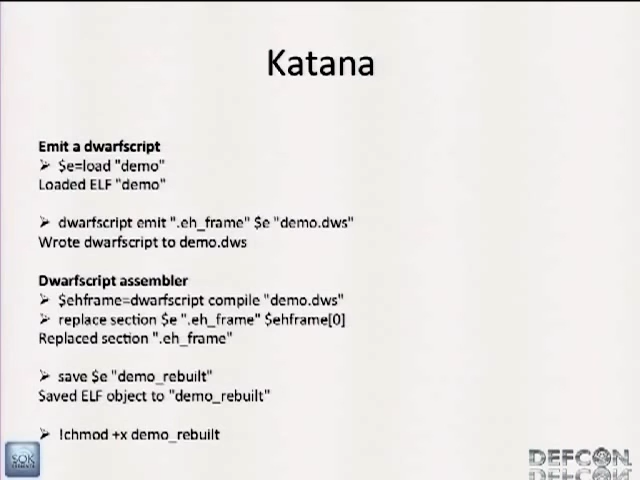 Katana
Emit a dwarfscript
➢ $e=load "demo"
Loaded ELF "demo"
➢ dwarfscript emit ".eh_frame" $e "demo.dws"
Wrote dwarfscript to demo.dws
Dwarfscript assembler
➢ $ehframe=dwarfscript compile "demo.dws"
➢ replace section $e ".eh_frame" $ehframe[0]
Replaced section ".eh_frame"
➢ save $e "demo_rebuilt"
Saved ELF object to "demo_rebuilt"
➢ !chmod +x demo_rebuilt
SOK
DEFCON